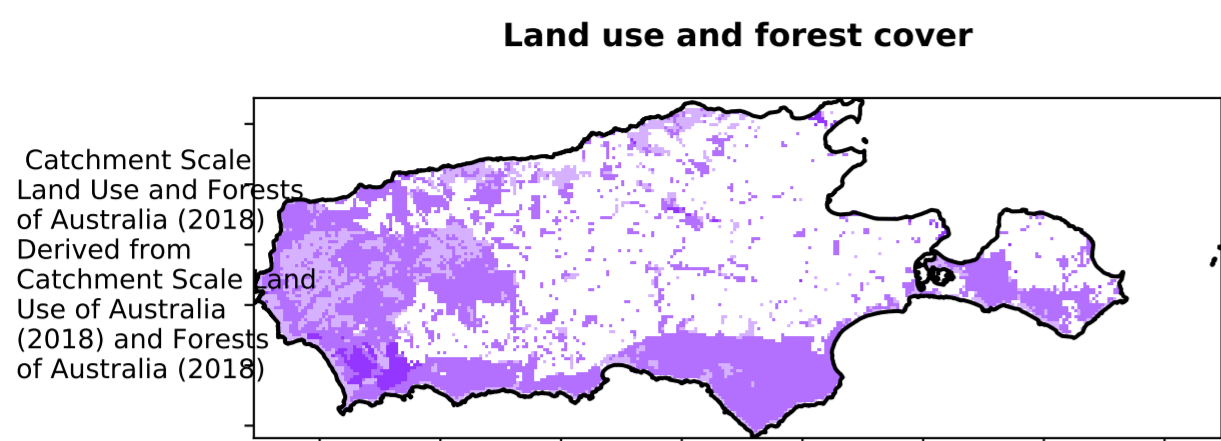 Land use and forest cover
Catchment Scale
Land Use and Forests
of Australia (2018)
Derived from
Catchment Scale Land
Use of Australia
(2018) and Forests
of Australia (2018)